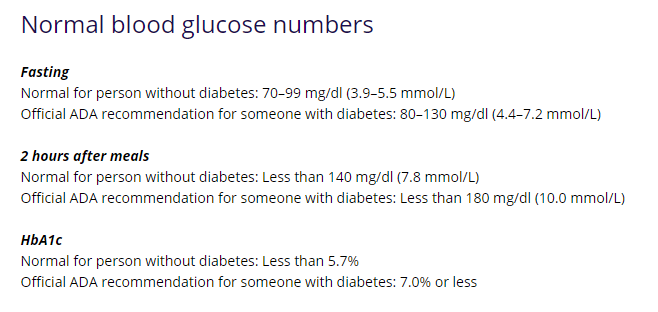 Normal blood glucose numbers
Fasting
Normal for person without diabetes: 70–99 mg/dl (3.9–5.5 mmol/L)
Official ADA recommendation for someone with diabetes: 80–130 mg/dl (4.4–7.2 mmol/L)
2 hours after meals
Normal for person without diabetes: Less than 140 mg/dl (7.8 mmol/L)
Official ADA recommendation for someone with diabetes: Less than 180 mg/dl (10.0 mmol/L)
HbA1c
Normal for person without diabetes: Less than 5.7%
Official ADA recommendation for someone with diabetes: 7.0% or less